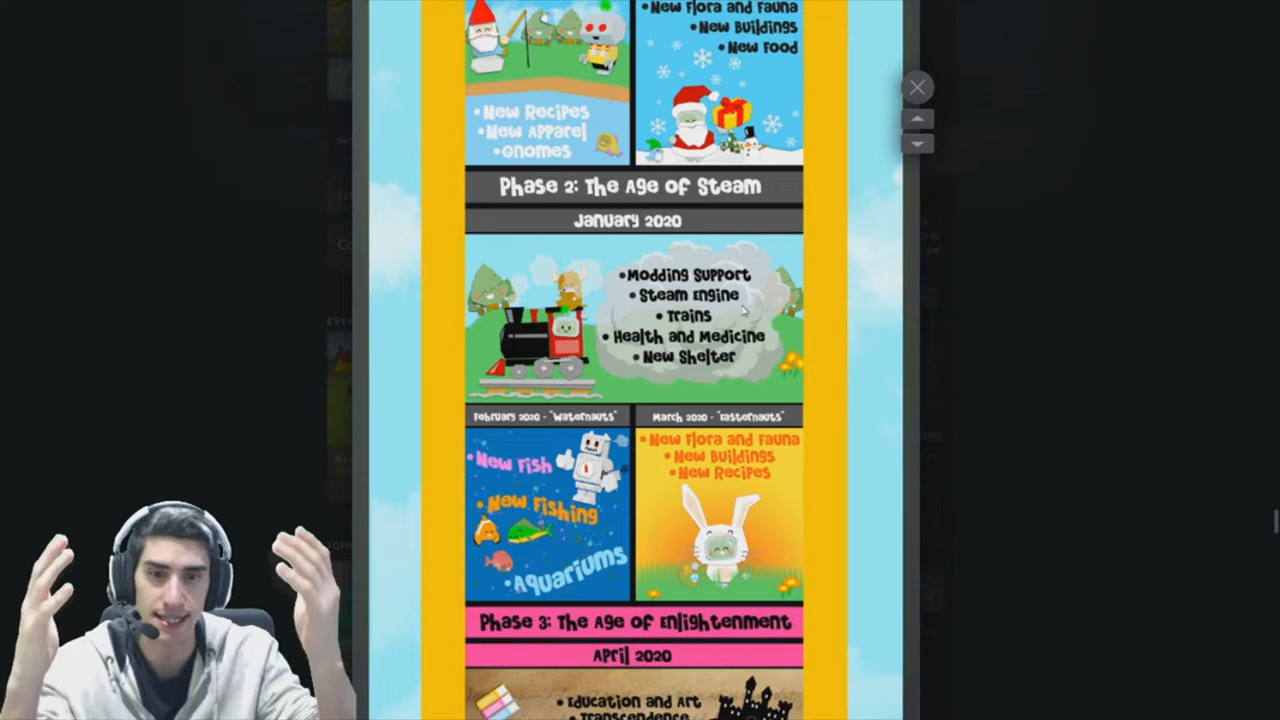 • New Recipes
• New Apparel
• Gnomes
• New Flora and Fauna
• New Buildings
• New Food
Phase 2: The Age of Steam
January 2020
• Modding Support
• Steam Engine
• Trains
• Health and Medicine
• New Shelter
February 2020 - "Waternauts"
• New Fish
• New Fishing
• Aquariums
March 2020 - "Easternauts"
• New Flora and Fauna
• New Buildings
• New Recipes
Phase 3: The Age of Enlightenment
April 2020
• Education and Art
• Transcendence